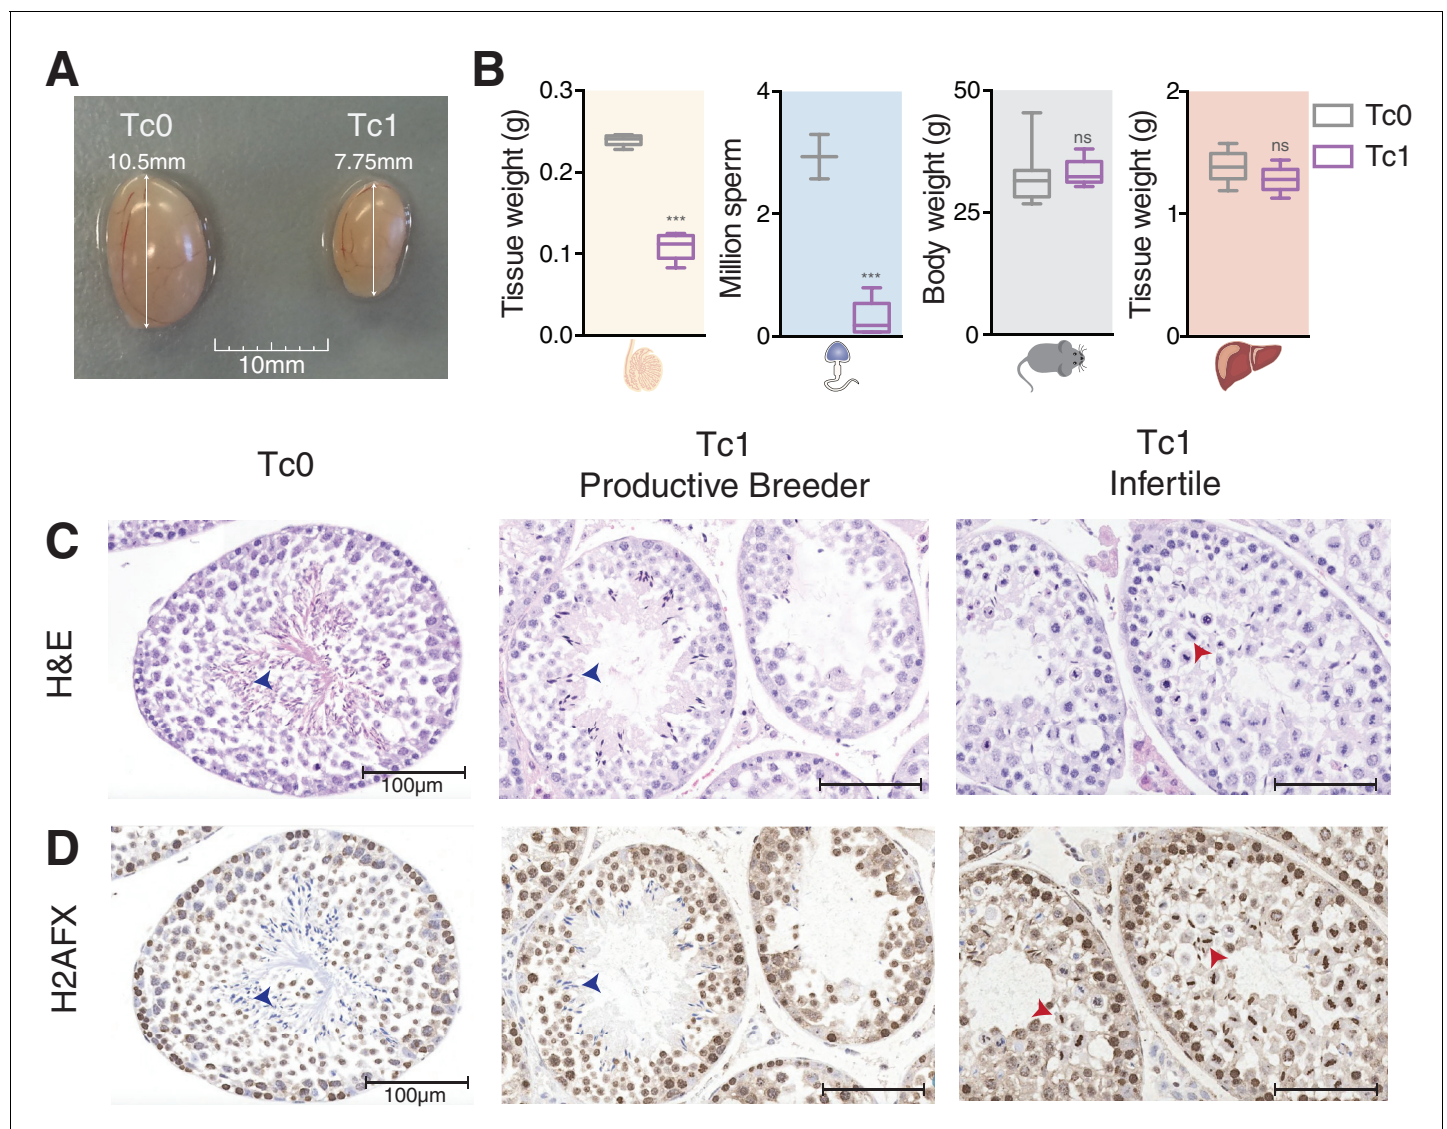 A
Tc0
Tc1
10.5mm
7.75mm
10mm
B
Tissue weight (g)
0.3
0.2
0.1
0.0
***
Million sperm
4
2
0
***
Body weight (g)
50
25
0
ns
Tissue weight (g)
2
1
0
ns
Tc0
Tc1
Tc0
Tc1
Productive Breeder
Tc1
Infertile
C
H&E
100µm
D
H2AFX
100µm